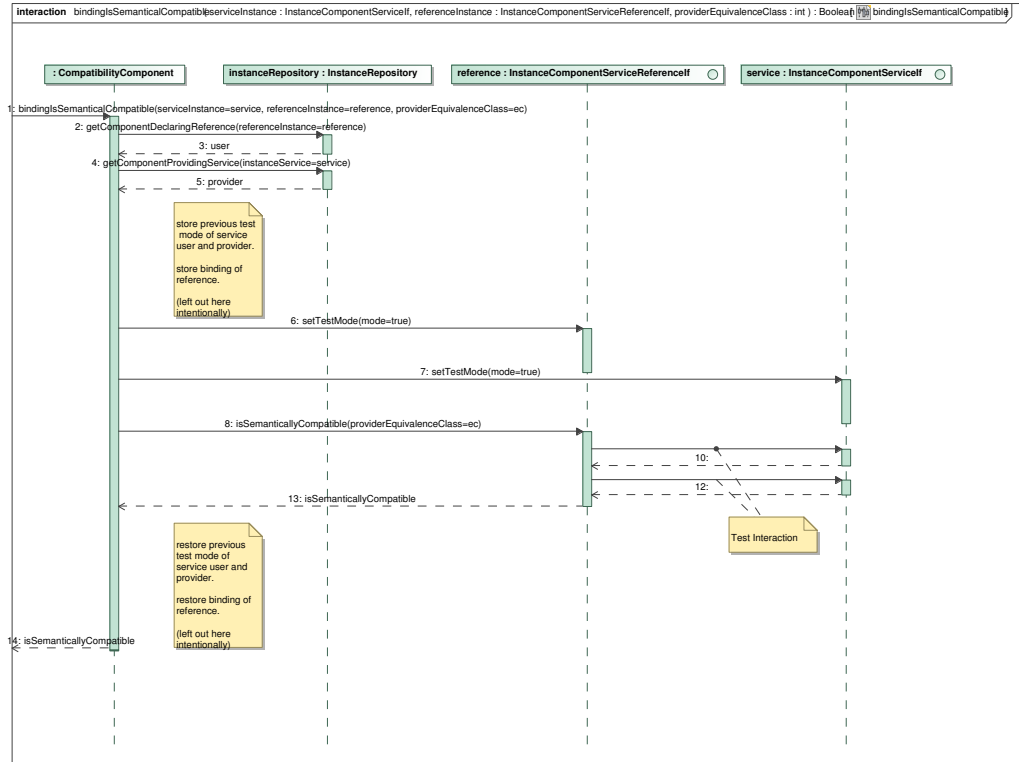 interaction bindingIsSemanticalCompatible(serviceInstance : InstanceComponentServiceIf, referenceInstance : InstanceComponentServiceReferenceIf, providerEquivalenceClass : int ) : Boolean[ bindingIsSemanticalCompatible]
: CompatibilityComponent
instanceRepository : InstanceRepository
reference : InstanceComponentServiceReferenceIf
service : InstanceComponentServiceIf
1: bindingIsSemanticalCompatible(serviceInstance=service, referenceInstance=reference, providerEquivalenceClass=ec)
2: getComponentDeclaringReference(referenceInstance=reference)
3: user
4: getComponentProvidingService(instanceService=service)
5: provider
store previous test
mode of service
user and provider.
store binding of
reference.
(left out here
intentionally)
6: setTestMode(mode=true)
7: setTestMode(mode=true)
8: isSemanticallyCompatible(providerEquivalenceClass=ec)
10:
12:
13: isSemanticallyCompatible
Test Interaction
restore previous
test mode of
service user and
provider.
restore binding of
reference.
(left out here
intentionally)
14: isSemanticallyCompatible